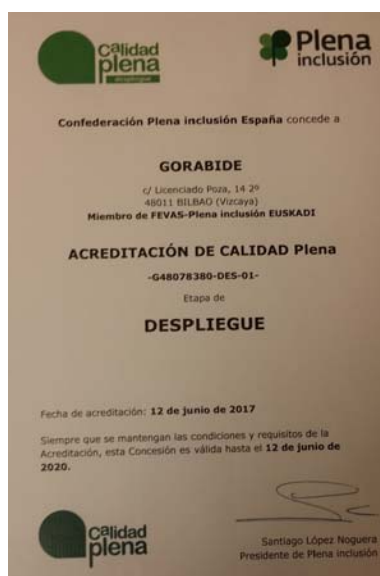 Calidad
plena
despliegue
Plena
inclusión
Confederación Plena inclusión España concede a
GORABIDE
c/ Licenciado Poza, 14 2º
48011 BILBAO (Vizcaya)
Miembro de FEVAS-Plena inclusión EUSKADI
ACREDITACIÓN DE CALIDAD Plena
-G48078380-DES-01-
Etapa de
DESPLIEGUE
Fecha de acreditación: 12 de junio de 2017
Siempre que se mantengan las condiciones y requisitos de la
Acreditación, esta Concesión es válida hasta el 12 de junio de
2020.
Calidad
plena
Santiago López Noguera
Presidente de Plena inclusión